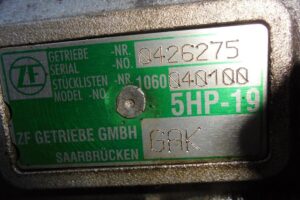 GETRIEBE -NR. 0426275
SERIAL -NO.
STÜCKLISTEN -NR. 1060 040100
MODEL -NO.
ZF
5HP-19
ZF GETRIEBE GMBH GAK
SAARBRÜCKEN